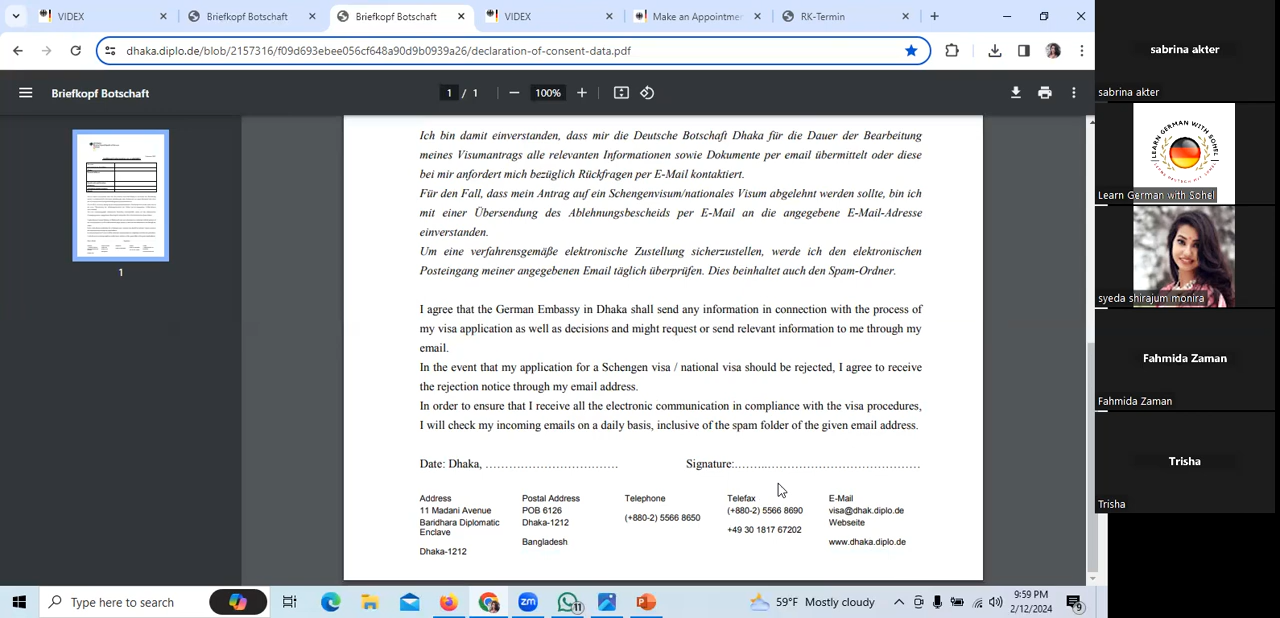 VIDEX
Briefkopf Botschaft
Briefkopf Botschaft
VIDEX
Make an Appointmen
RK-Termin
dhaka.diplo.de/blob/2157316/f09d693ebee056cf648a90d9b0939a26/declaration-of-consent-data.pdf
Briefkopf Botschaft
1 / 1
100%
1
Ich bin damit einverstanden, dass mir die Deutsche Botschaft Dhaka für die Dauer der Bearbeitung
meines Visumantrags alle relevanten Informationen sowie Dokumente per email übermittelt oder diese
bei mir anfordert mich bezüglich Rückfragen per E-Mail kontaktiert.
Für den Fall, dass mein Antrag auf ein Schengenvisum/nationales Visum abgelehnt werden sollte, bin ich
mit einer Übersendung des Ablehnungsbescheids per E-Mail an die angegebene E-Mail-Adresse
einverstanden.
Um eine verfahrensgemäße elektronische Zustellung sicherzustellen, werde ich den elektronischen
Posteingang meiner angegebenen Email täglich überprüfen. Dies beinhaltet auch den Spam-Ordner.
I agree that the German Embassy in Dhaka shall send any information in connection with the process of
my visa application as well as decisions and might request or send relevant information to me through my
email.
In the event that my application for a Schengen visa / national visa should be rejected, I agree to receive
the rejection notice through my email address.
In order to ensure that I receive all the electronic communication in compliance with the visa procedures,
I will check my incoming emails on a daily basis, inclusive of the spam folder of the given email address.
Date: Dhaka, ……………………………
Signature:……………………………………
Address
11 Madani Avenue
Baridhara Diplomatic
Enclave
Dhaka-1212
Postal Address
POB 6126
Dhaka-1212
Bangladesh
Telephone
(+880-2) 5566 8650
Telefax
(+880-2) 5566 8690
+49 30 1817 67202
E-Mail
visa@dhak.diplo.de
Webseite
www.dhaka.diplo.de
sabrina akter
sabrina akter
LEARN GERMAN WITH SOHEL
Learn German with Sohel
syeda shirajum monira
Fahmida Zaman
Fahmida Zaman
Trisha
Trisha
Type here to search
zm
11
59°F Mostly cloudy
9:59 PM
2/12/2024
9